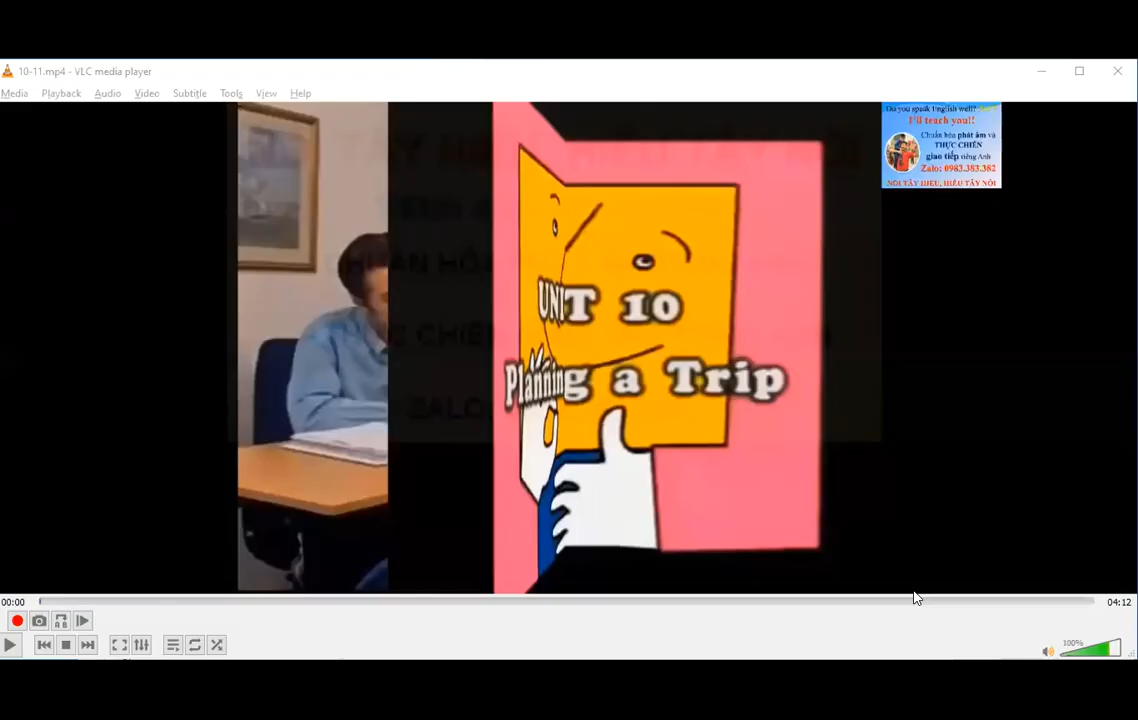 10-11.mp4 - VLC media player
Media Playback Audio Video Subtitle Tools View Help
Do you speak English well?
I'll teach you!!
Chuẩn hóa phát âm và
THỰC CHIẾN
giao tiếp tiếng Anh
Zalo: 0983.383.382
NÓI TÂY HIỂU, HIỂU TÂY NÓI
UNIT 10
Planning a Trip
ZALO
00:00
04:12
100%